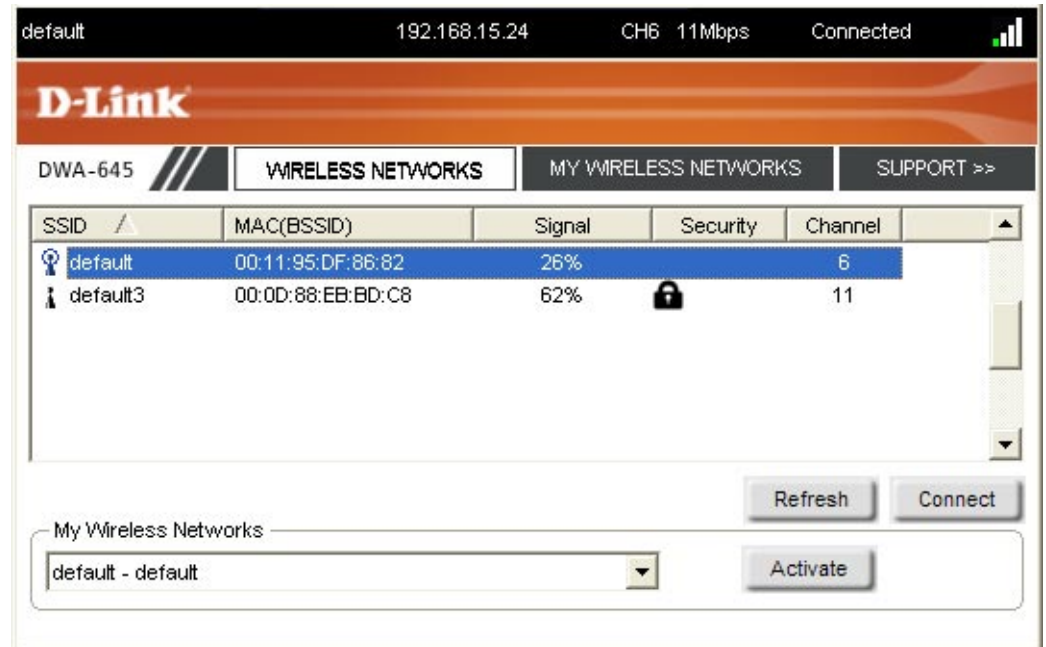 default 192.168.15.24 CH6 11Mbps Connected
D-Link
DWA-645 WIRELESS NETWORKS MY WIRELESS NETWORKS SUPPORT >>
SSID MAC(BSSID) Signal Security Channel
default 00:11:95:DF:86:82 26% 6
default3 00:0D:88:EB:BD:C8 62% 11
Refresh Connect
My Wireless Networks
default - default Activate